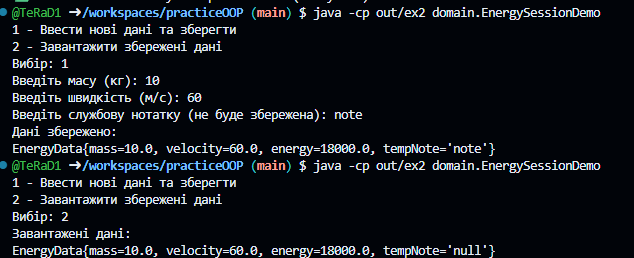 @TeRaD1 ➜/workspaces/practiceOOP (main) $ java -cp out/ex2 domain.EnergySessionDemo
1 - Ввести нові дані та зберегти
2 - Завантажити збережені дані
Вибір: 1
Введіть масу (кг): 10
Введіть швидкість (м/с): 60
Введіть службову нотатку (не буде збережена): note
Дані збережено:
EnergyData{mass=10.0, velocity=60.0, energy=18000.0, tempNote='note'}
@TeRaD1 ➜/workspaces/practiceOOP (main) $ java -cp out/ex2 domain.EnergySessionDemo
1 - Ввести нові дані та зберегти
2 - Завантажити збережені дані
Вибір: 2
Завантажені дані:
EnergyData{mass=10.0, velocity=60.0, energy=18000.0, tempNote='null'}